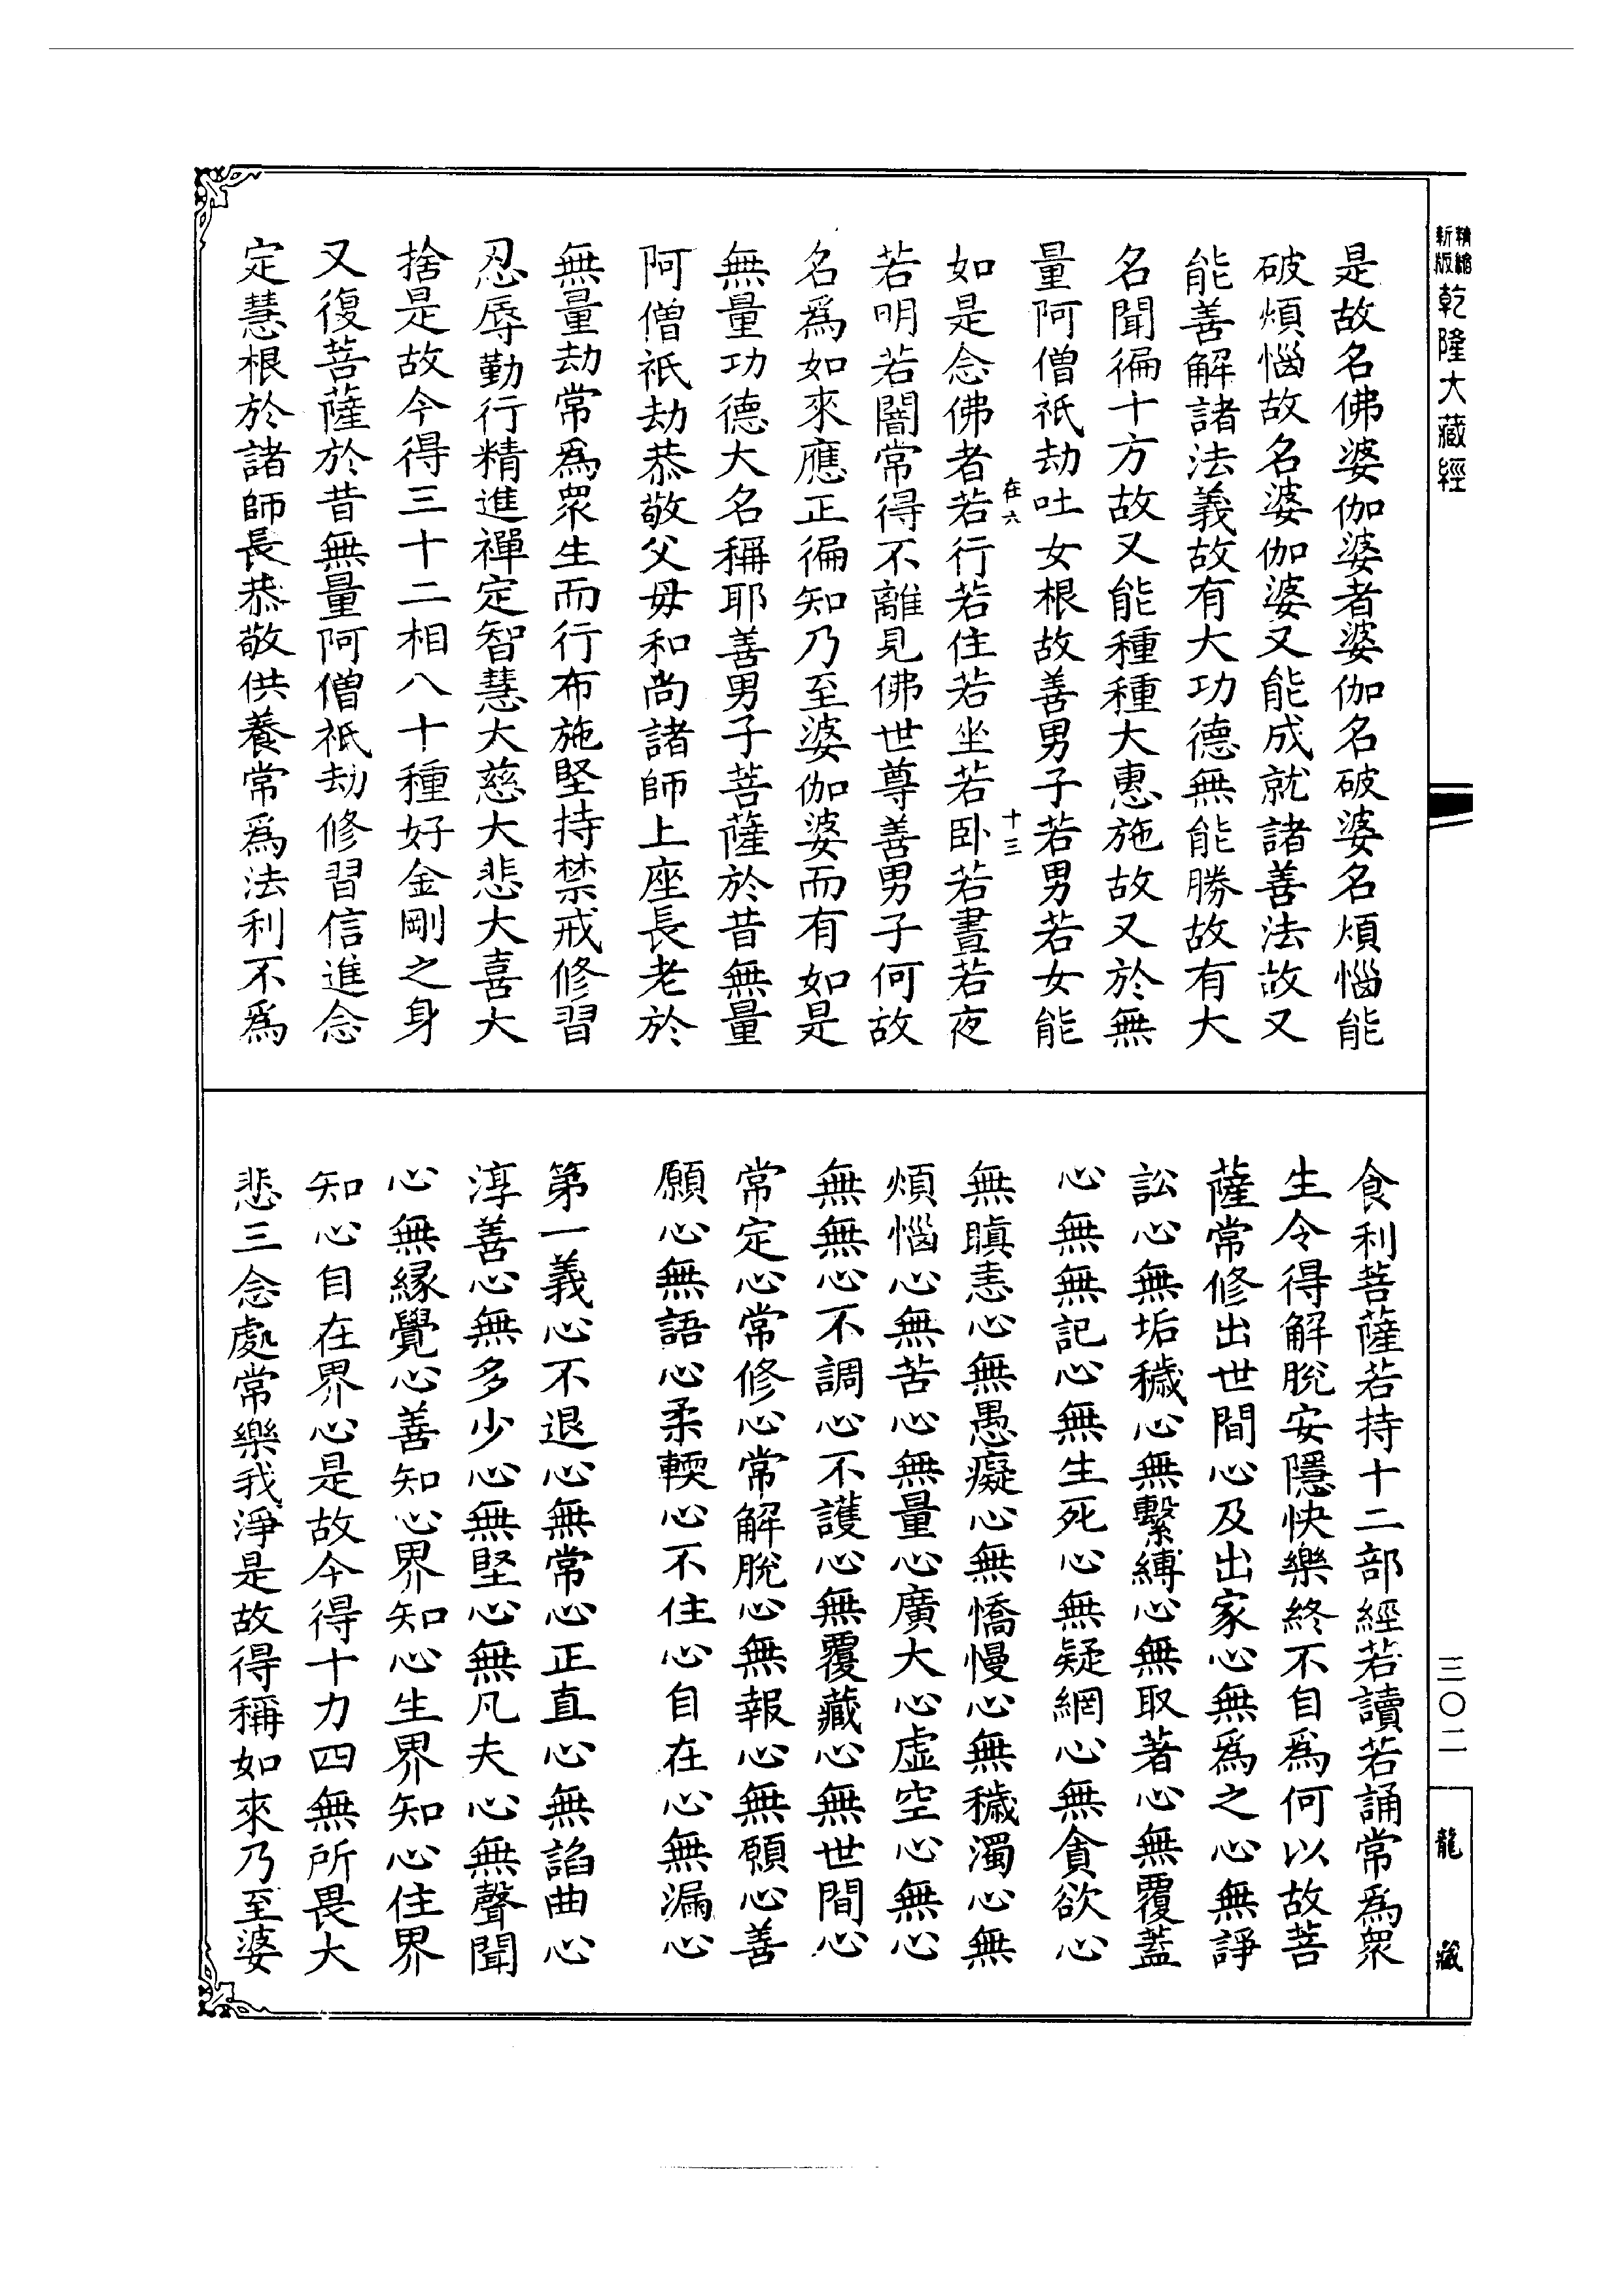 精縮新版 乾隆大藏經
是故名佛婆伽婆者婆伽名破婆名煩惱能
破煩惱故名婆伽婆又能成就諸善法故又
能善解諸法義故有大功德無能勝故有大
名聞徧十方故又能種種大惠施故又於無
量阿僧祇劫吐女根故善男子若男若女能
在六 十三
如是念佛者若行若住若坐若卧若晝若夜
若明若闇常得不離見佛世尊善男子何故
名爲如來應正徧知乃至婆伽婆而有如是
無量功德大名稱耶善男子菩薩於昔無量
阿僧祇劫恭敬父毋和尚諸師上座長老於
無量劫常爲眾生而行布施堅持禁戒修習
忍辱勤行精進禪定智慧大慈大悲大喜大
捨是故今得三十二相八十種好金剛之身
又復菩薩於昔無量阿僧祇劫修習信進念
定慧根於諸師長恭敬供養常爲法利不爲
食利菩薩若持十二部經若讀若誦常爲眾
生令得解脫安隱快樂終不自爲何以故菩
薩常修出世間心及出家心無爲之心無諍
訟心無垢穢心無繫縛心無取著心無覆蓋
心無無記心無生死心無疑網心無貪欲心
無瞋恚心無愚癡心無憍慢心無穢濁心無
煩惱心無苦心無量心廣大心虛空心無心
無無心不調心不護心無覆藏心無世間心
常定心常修心常解脫心無報心無願心善
願心無語心柔輭心不住心自在心無漏心
第一義心不退心無常心正直心無諂曲心
淳善心無多少心無堅心無凡夫心無聲聞
心無緣覺心善知心界知心生界知心住界
知心自在界心是故今得十力四無所畏大
悲三念處常樂我淨是故得稱如來乃至婆
三〇二
龍藏